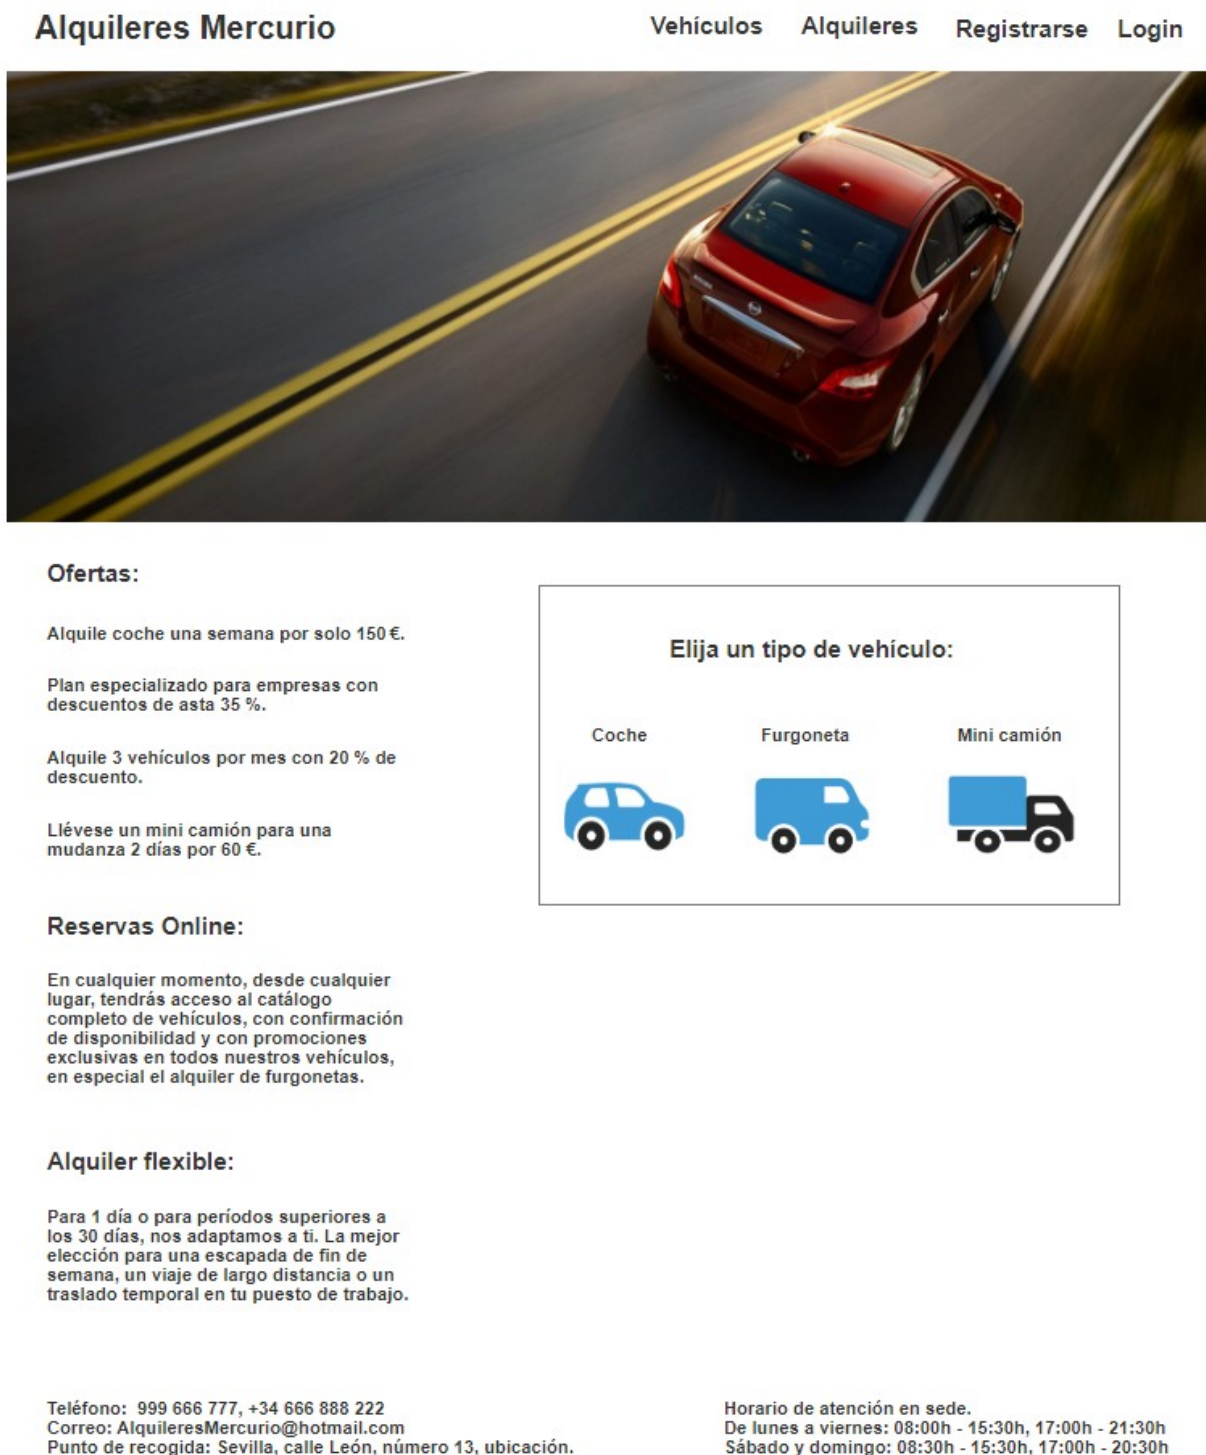 Alquileres Mercurio
Vehículos Alquileres Registrarse Login
Ofertas:
Alquile coche una semana por solo 150 €.
Plan especializado para empresas con
descuentos de asta 35 %.
Alquile 3 vehículos por mes con 20 % de
descuento.
Llévese un mini camión para una
mudanza 2 días por 60 €.
Elija un tipo de vehículo:
Coche Furgoneta Mini camión
Reservas Online:
En cualquier momento, desde cualquier
lugar, tendrás acceso al catálogo
completo de vehículos, con confirmación
de disponibilidad y con promociones
exclusivas en todos nuestros vehículos,
en especial el alquiler de furgonetas.
Alquiler flexible:
Para 1 día o para períodos superiores a
los 30 días, nos adaptamos a ti. La mejor
elección para una escapada de fin de
semana, un viaje de largo distancia o un
traslado temporal en tu puesto de trabajo.
Teléfono: 999 666 777, +34 666 888 222
Correo: AlquileresMercurio@hotmail.com
Punto de recogida: Sevilla, calle León, número 13, ubicación.
Horario de atención en sede.
De lunes a viernes: 08:00h - 15:30h, 17:00h - 21:30h
Sábado y domingo: 08:30h - 15:30h, 17:00h - 20:30h